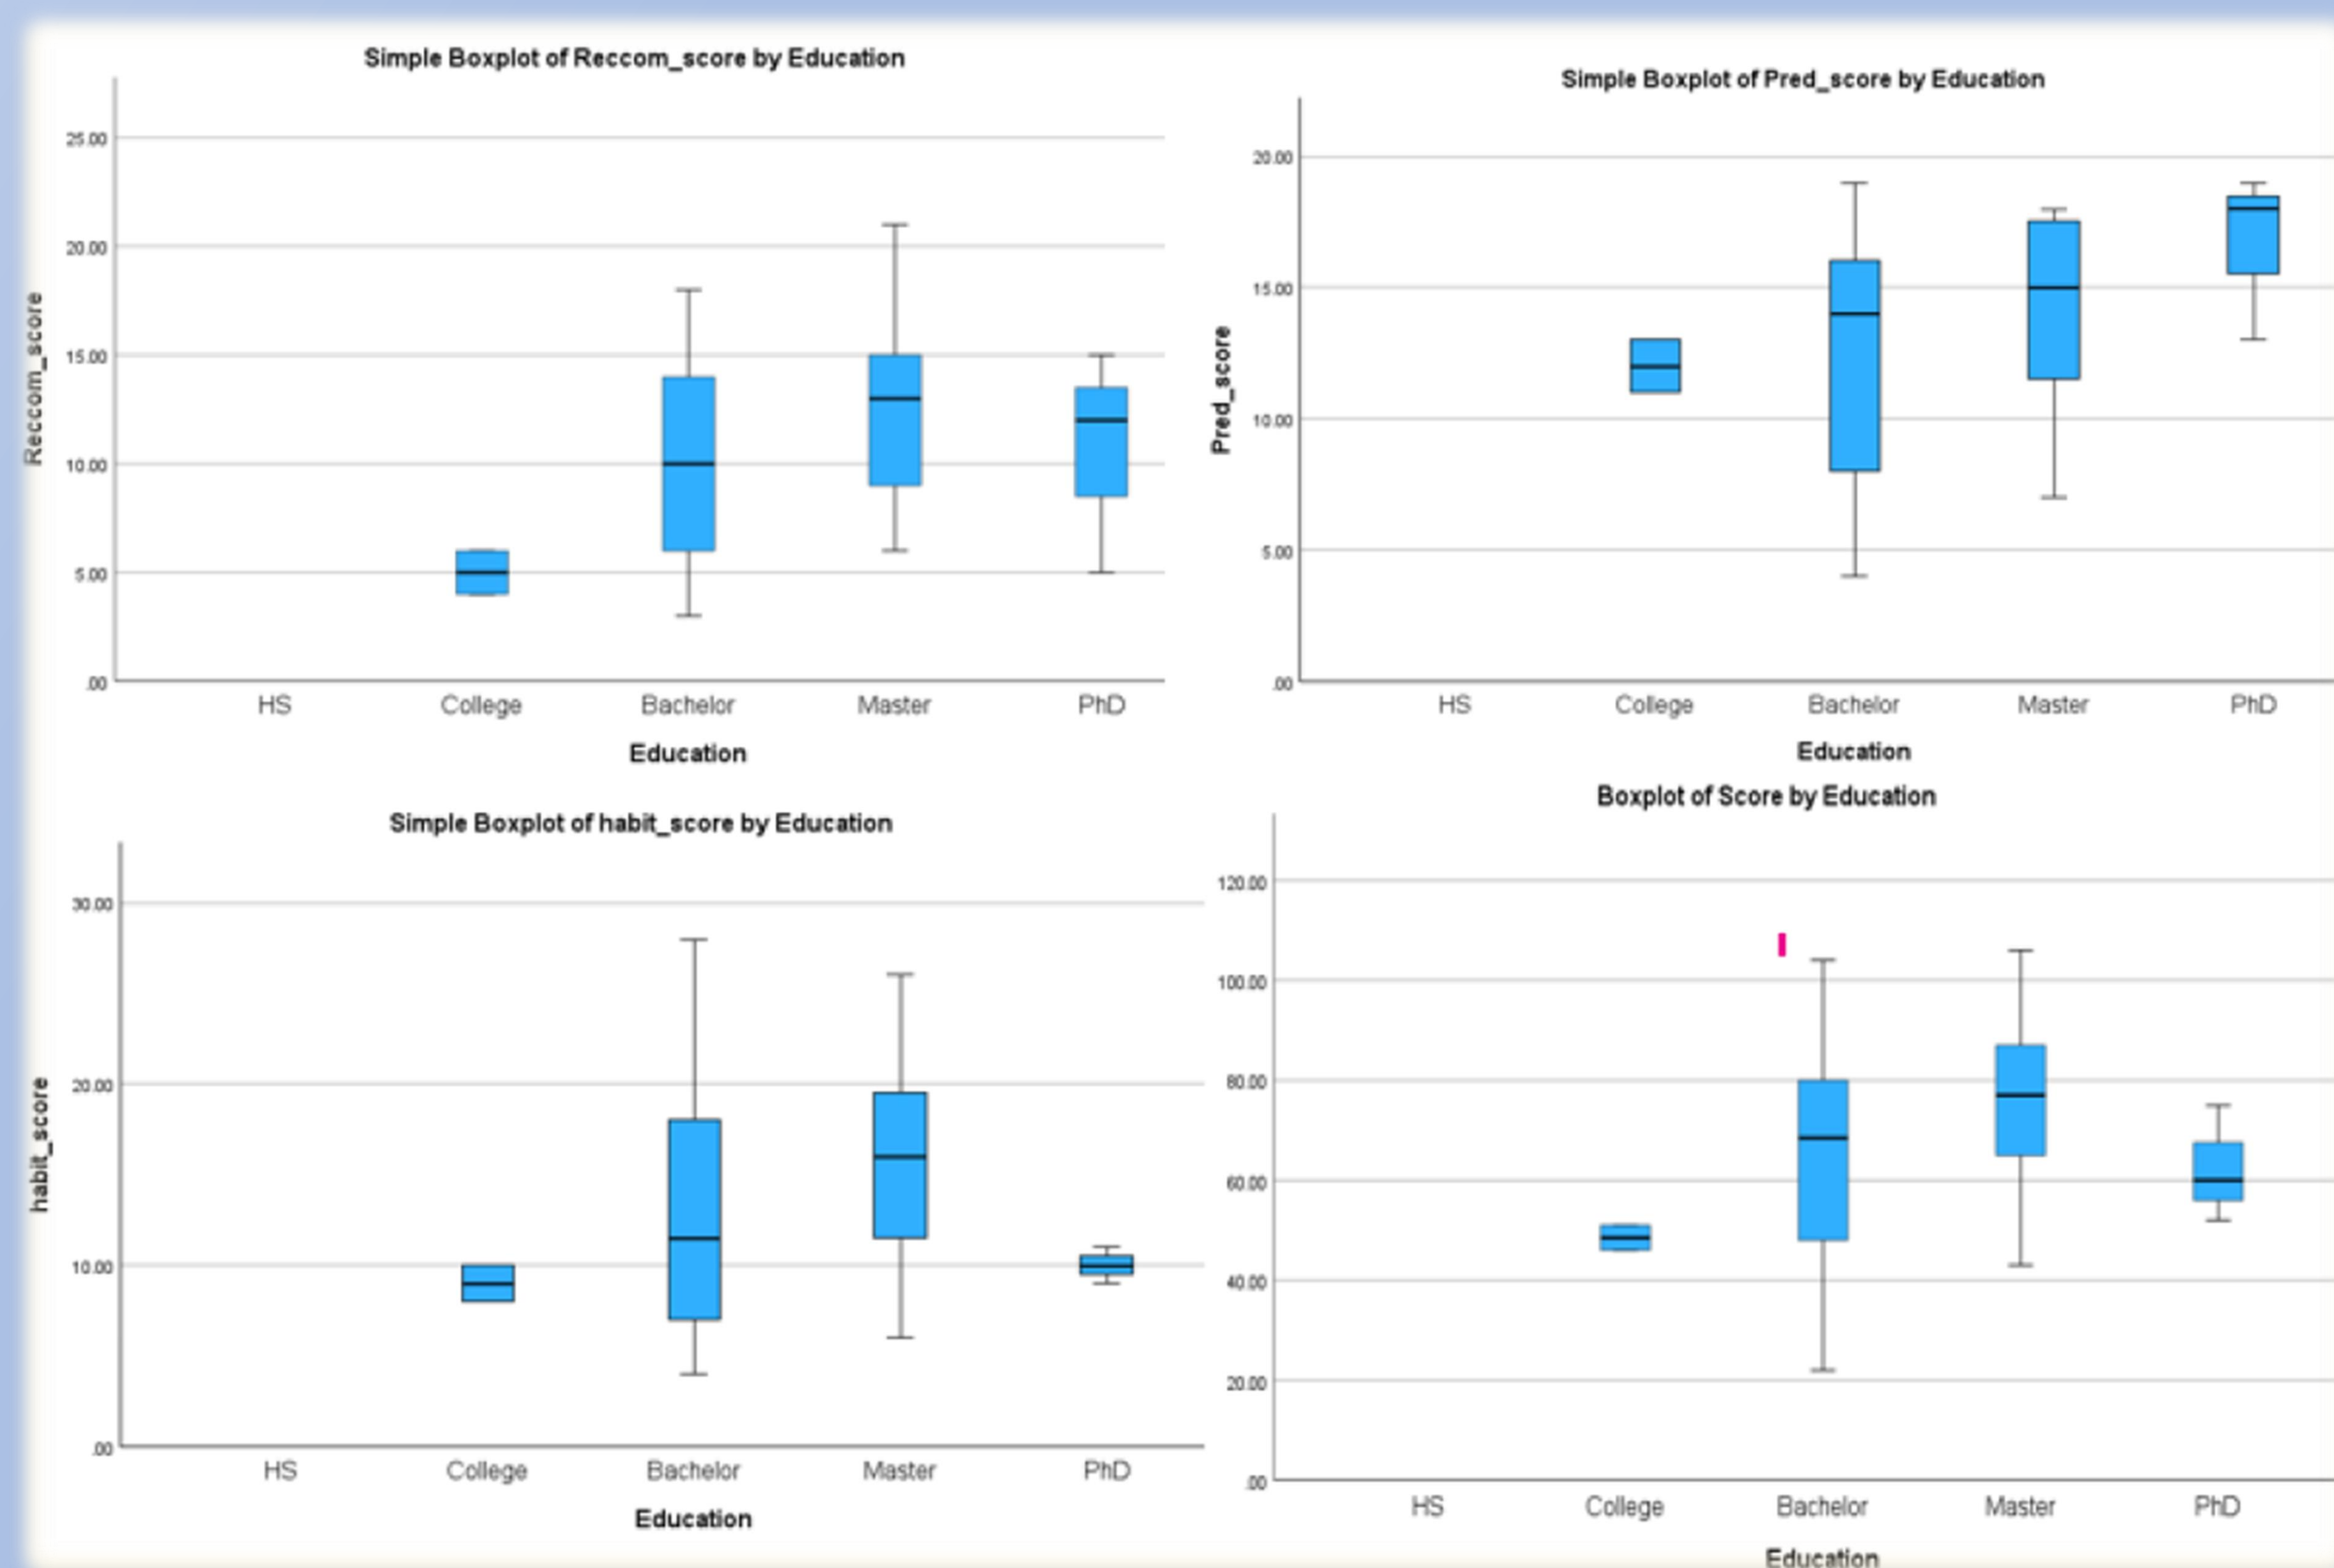 Simple Boxplot of Reccom_score by Education
25.00
20.00
15.00
10.00
5.00
.00
Reccom_score
HS College Bachelor Master PhD
Education
Simple Boxplot of Pred_score by Education
20.00
15.00
10.00
5.00
.00
Pred_score
HS College Bachelor Master PhD
Education
Simple Boxplot of habit_score by Education
30.00
20.00
10.00
.00
habit_score
HS College Bachelor Master PhD
Education
Boxplot of Score by Education
120.00
100.00
80.00
60.00
40.00
20.00
.00
HS College Bachelor Master PhD
Education